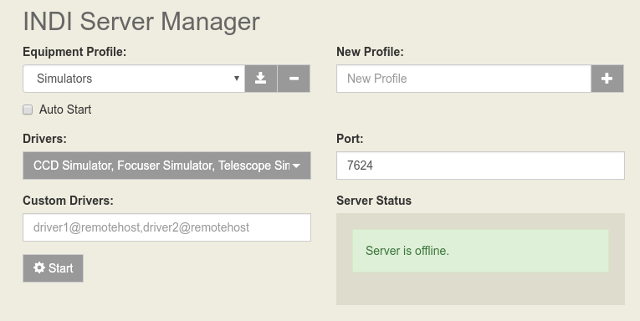 INDI Server Manager
Equipment Profile:
New Profile:
Simulators
New Profile
Auto Start
Drivers:
Port:
CCD Simulator, Focuser Simulator, Telescope Sim
7624
Custom Drivers:
Server Status
driver1@remotehost,driver2@remotehost
Server is offline.
Start